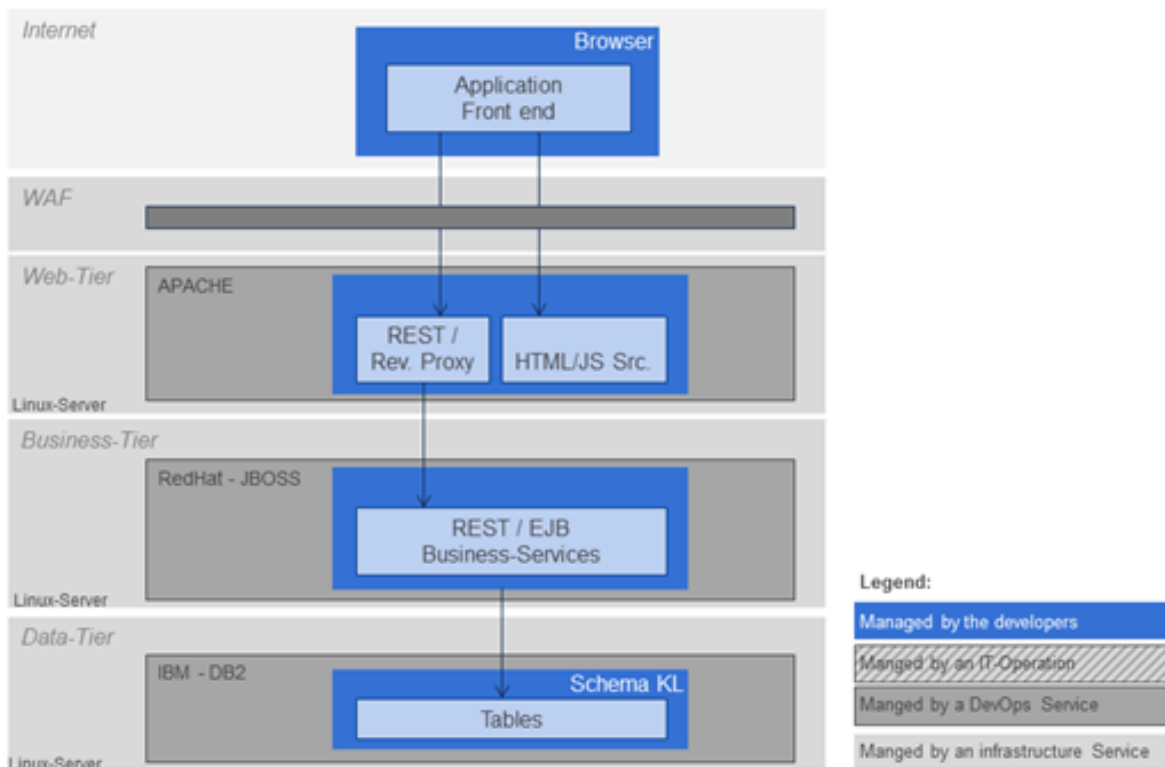 Internet
Browser
Application
Front end
WAF
Web-Tier
APACHE
REST /
Rev. Proxy
HTML/JS Src.
Linux-Server
Business-Tier
RedHat - JBOSS
REST / EJB
Business-Services
Linux-Server
Data-Tier
IBM - DB2
Schema KL
Tables
Linux-Server
Legend:
Managed by the developers
Manged by an IT-Operation
Manged by a DevOps Service
Manged by an infrastructure Service